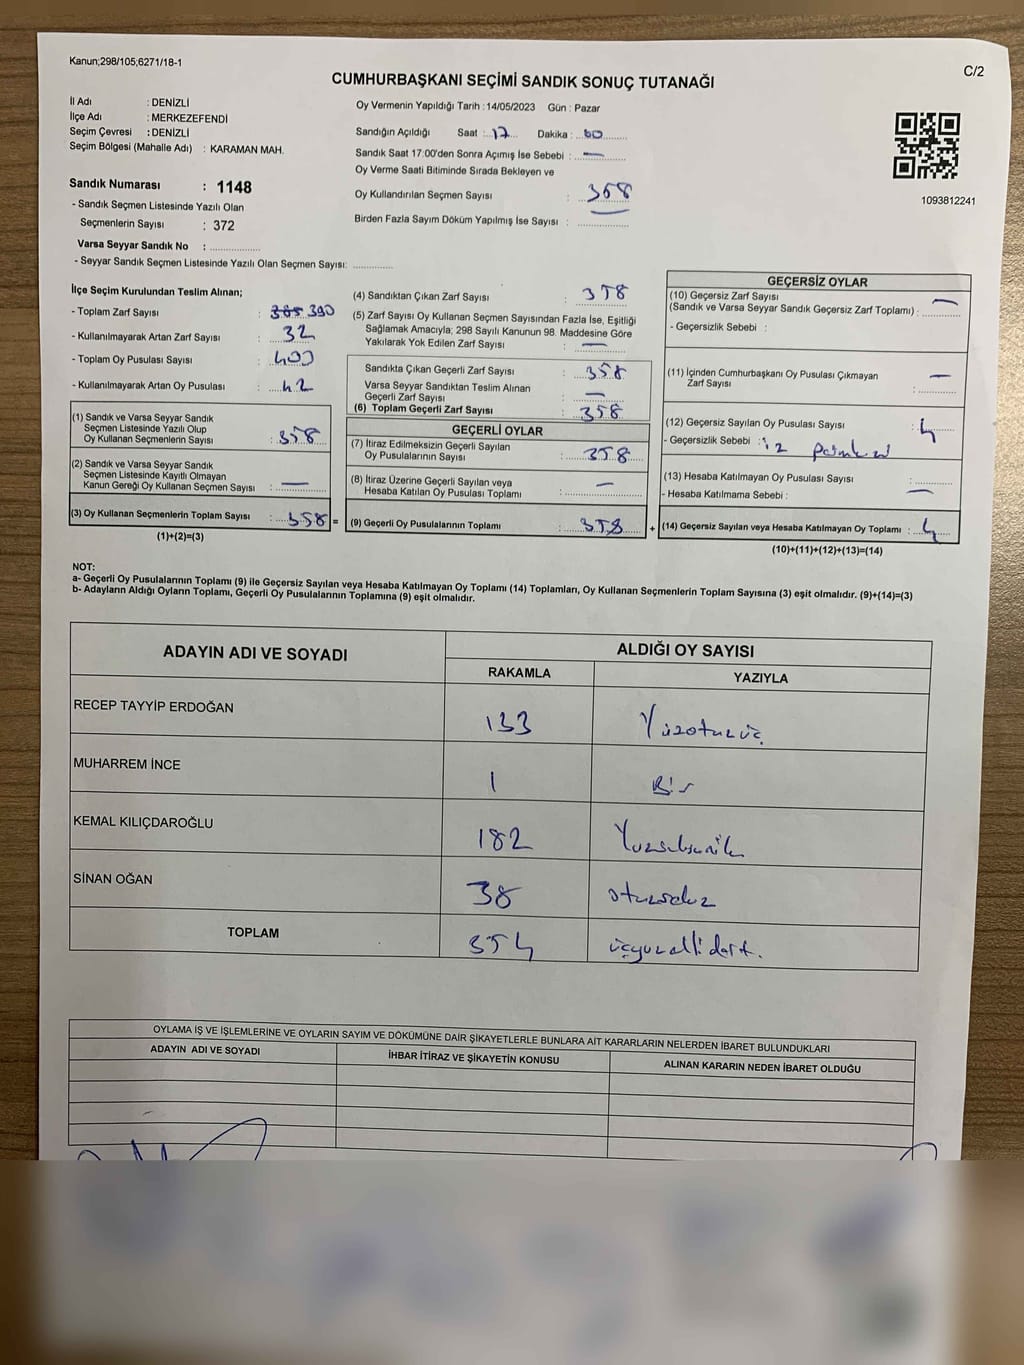 Kanun;298/105;6271/18-1
C/2
CUMHURBAŞKANI SEÇİMİ SANDIK SONUÇ TUTANAĞI
İl Adı : DENİZLİ
İlçe Adı : MERKEZEFENDİ
Seçim Çevresi : DENİZLİ
Seçim Bölgesi (Mahalle Adı) : KARAMAN MAH.
Sandık Numarası : 1148
- Sandık Seçmen Listesinde Yazılı Olan
Seçmenlerin Sayısı : 372
Varsa Seyyar Sandık No : ..................
- Seyyar Sandık Seçmen Listesinde Yazılı Olan Seçmen Sayısı: ..............
Oy Vermenin Yapıldığı Tarih :14/05/2023 Gün : Pazar
Sandığın Açıldığı Saat : 17 Dakika : 00
Sandık Saat 17:00'den Sonra Açımış İse Sebebi : —
Oy Verme Saati Bitiminde Sırada Bekleyen ve
Oy Kullandırılan Seçmen Sayısı : 358
Birden Fazla Sayım Döküm Yapılmış İse Sayısı : ..................
1093812241
İlçe Seçim Kurulundan Teslim Alınan;
- Toplam Zarf Sayısı : 385 390
- Kullanılmayarak Artan Zarf Sayısı : 32
- Toplam Oy Pusulası Sayısı : 400
- Kullanılmayarak Artan Oy Pusulası : 42
(1) Sandık ve Varsa Seyyar Sandık
Seçmen Listesinde Yazılı Olup
Oy Kullanan Seçmenlerin Sayısı : 358
(2) Sandık ve Varsa Seyyar Sandık
Seçmen Listesinde Kayıtlı Olmayan
Kanun Gereği Oy Kullanan Seçmen Sayısı : —
(3) Oy Kullanan Seçmenlerin Toplam Sayısı : 358 =
(1)+(2)=(3)
(4) Sandıktan Çıkan Zarf Sayısı : 358
(5) Zarf Sayısı Oy Kullanan Seçmen Sayısından Fazla İse, Eşitliği
Sağlamak Amacıyla; 298 Sayılı Kanunun 98. Maddesine Göre
Yakılarak Yok Edilen Zarf Sayısı : —
Sandıkta Çıkan Geçerli Zarf Sayısı : 358
Varsa Seyyar Sandıktan Teslim Alınan
Geçerli Zarf Sayısı : —
(6) Toplam Geçerli Zarf Sayısı : 358
GEÇERLİ OYLAR
(7) İtiraz Edilmeksizin Geçerli Sayılan
Oy Pusulalarının Sayısı : 358
(8) İtiraz Üzerine Geçerli Sayılan veya
Hesaba Katılan Oy Pusulası Toplamı : —
(9) Geçerli Oy Pusulalarının Toplamı : 358 +
GEÇERSİZ OYLAR
(10) Geçersiz Zarf Sayısı
(Sandık ve Varsa Seyyar Sandık Geçersiz Zarf Toplamı) : —
- Geçersizlik Sebebi :
(11) İçinden Cumhurbaşkanı Oy Pusulası Çıkmayan
Zarf Sayısı : —
(12) Geçersiz Sayılan Oy Pusulası Sayısı : 4
- Geçersizlik Sebebi :
(13) Hesaba Katılmayan Oy Pusulası Sayısı : —
- Hesaba Katılmama Sebebi :
(14) Geçersiz Sayılan veya Hesaba Katılmayan Oy Toplamı : 4
(10)+(11)+(12)+(13)=(14)
NOT:
a- Geçerli Oy Pusulalarının Toplamı (9) ile Geçersiz Sayılan veya Hesaba Katılmayan Oy Toplamı (14) Toplamları, Oy Kullanan Seçmenlerin Toplam Sayısına (3) eşit olmalıdır. (9)+(14)=(3)
b- Adayların Aldığı Oyların Toplamı, Geçerli Oy Pusulalarının Toplamına (9) eşit olmalıdır.
ADAYIN ADI VE SOYADI ALDIĞI OY SAYISI
RAKAMLA YAZIYLA
RECEP TAYYİP ERDOĞAN 133 Yüzotuzüç
MUHARREM İNCE 1 Bir
KEMAL KILIÇDAROĞLU 182 Yuzseksenik
SİNAN OĞAN 38 otuzsekiz
TOPLAM 354 üçyüzellidört.
OYLAMA İŞ VE İŞLEMLERİNE VE OYLARIN SAYIM VE DÖKÜMÜNE DAİR ŞİKAYETLERLE BUNLARA AİT KARARLARIN NELERDEN İBARET BULUNDUKLARI
ADAYIN ADI VE SOYADI İHBAR İTİRAZ VE ŞİKAYETİN KONUSU ALINAN KARARIN NEDEN İBARET OLDUĞU